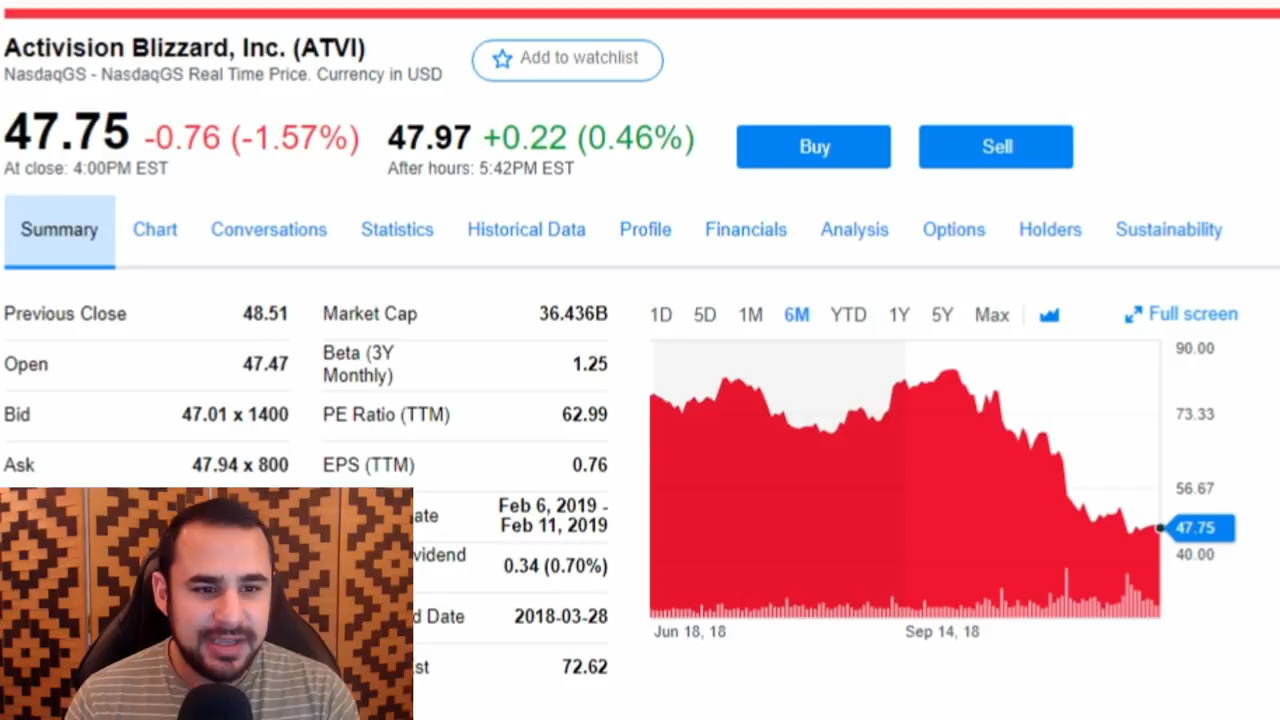 Activision Blizzard, Inc. (ATVI)
NasdaqGS - NasdaqGS Real Time Price. Currency in USD
Add to watchlist
47.75 -0.76 (-1.57%)
At close: 4:00PM EST
47.97 +0.22 (0.46%)
After hours: 5:42PM EST
Buy
Sell
Summary Chart Conversations Statistics Historical Data Profile Financials Analysis Options Holders Sustainability
Previous Close 48.51
Open 47.47
Bid 47.01 x 1400
Ask 47.94 x 800
Market Cap 36.436B
Beta (3Y
Monthly) 1.25
PE Ratio (TTM) 62.99
EPS (TTM) 0.76
ate Feb 6, 2019 -
Feb 11, 2019
vidend 0.34 (0.70%)
d Date 2018-03-28
st 72.62
1D 5D 1M 6M YTD 1Y 5Y Max
Full screen
90.00
73.33
56.67
47.75
40.00
Jun 18, 18 Sep 14, 18